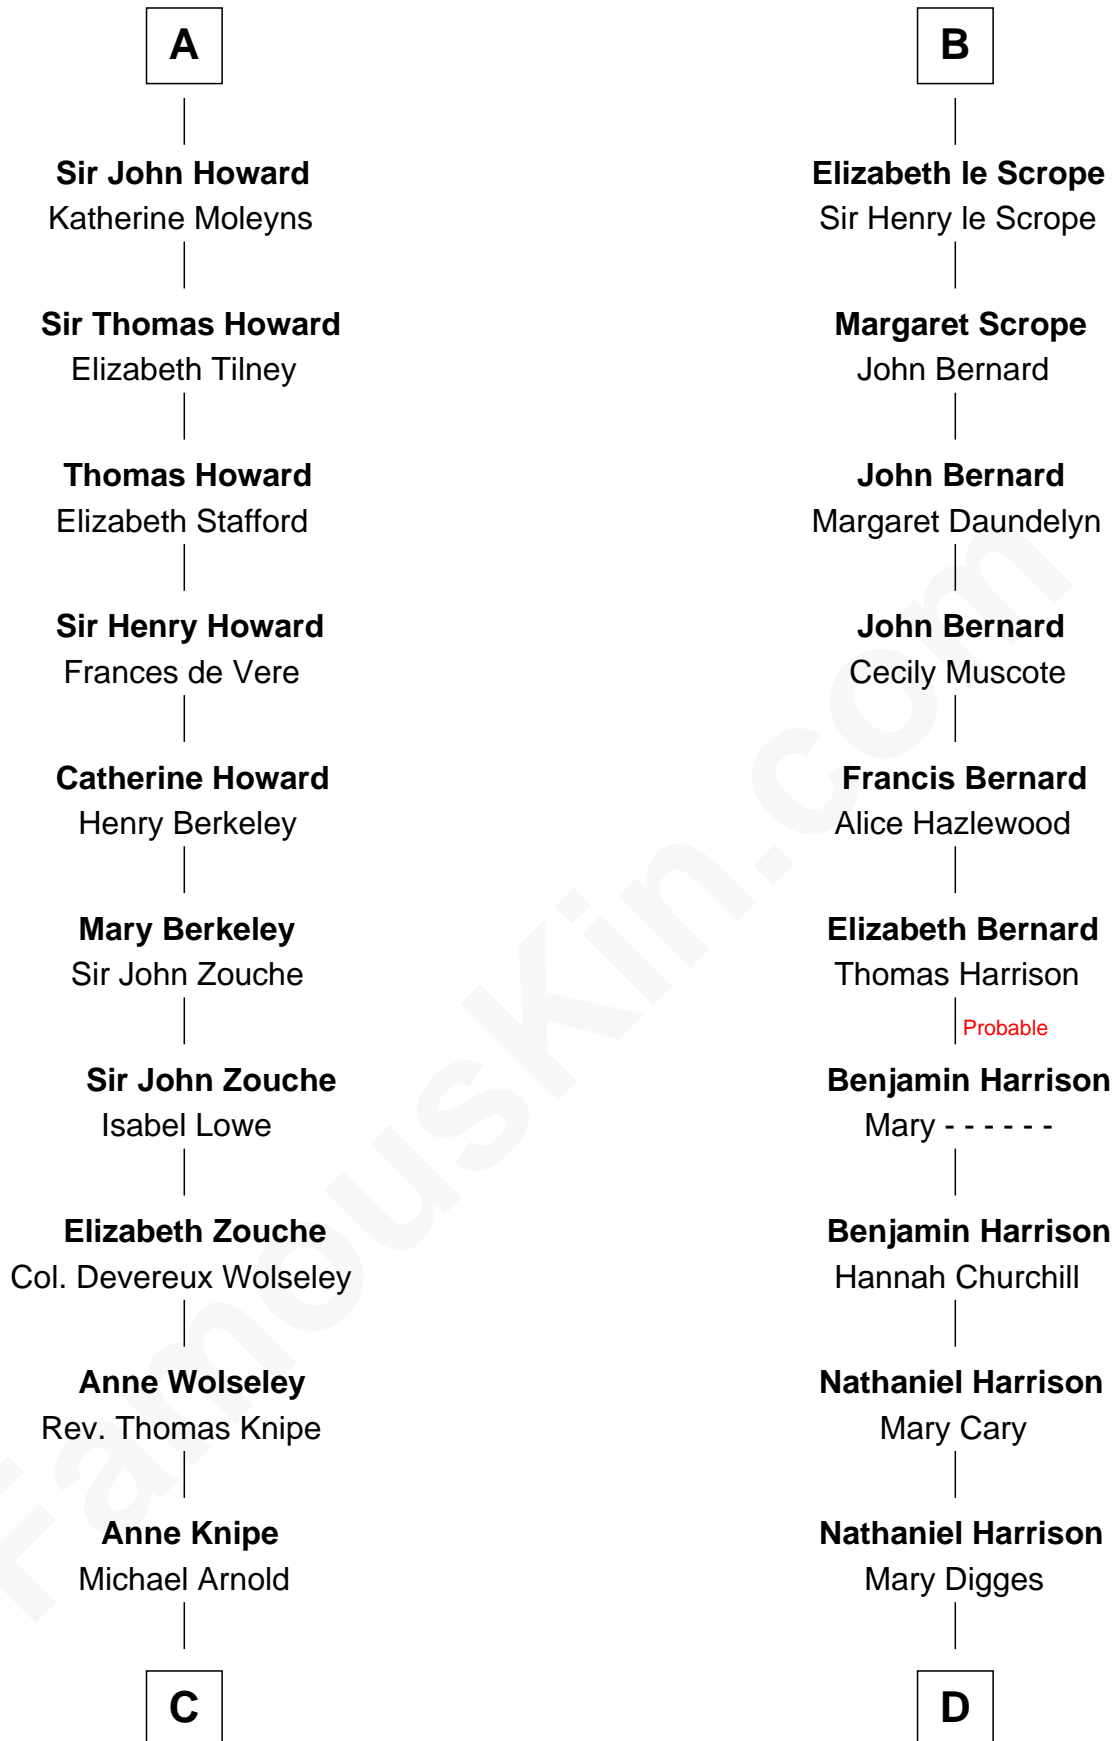 A
Sir John Howard
Katherine Moleyns
Sir Thomas Howard
Elizabeth Tilney
Thomas Howard
Elizabeth Stafford
Sir Henry Howard
Frances de Vere
Catherine Howard
Henry Berkeley
Mary Berkeley
Sir John Zouche
Sir John Zouche
Isabel Lowe
Elizabeth Zouche
Col. Devereux Wolseley
Anne Wolseley
Rev. Thomas Knipe
Anne Knipe
Michael Arnold
C
B
Elizabeth le Scrope
Sir Henry le Scrope
Margaret Scrope
John Bernard
John Bernard
Margaret Daundelyn
John Bernard
Cecily Muscote
Francis Bernard
Alice Hazlewood
Elizabeth Bernard
Thomas Harrison
Probable
Benjamin Harrison
Mary - - - - - -
Benjamin Harrison
Hannah Churchill
Nathaniel Harrison
Mary Cary
Nathaniel Harrison
Mary Digges
D
FamousKin.com